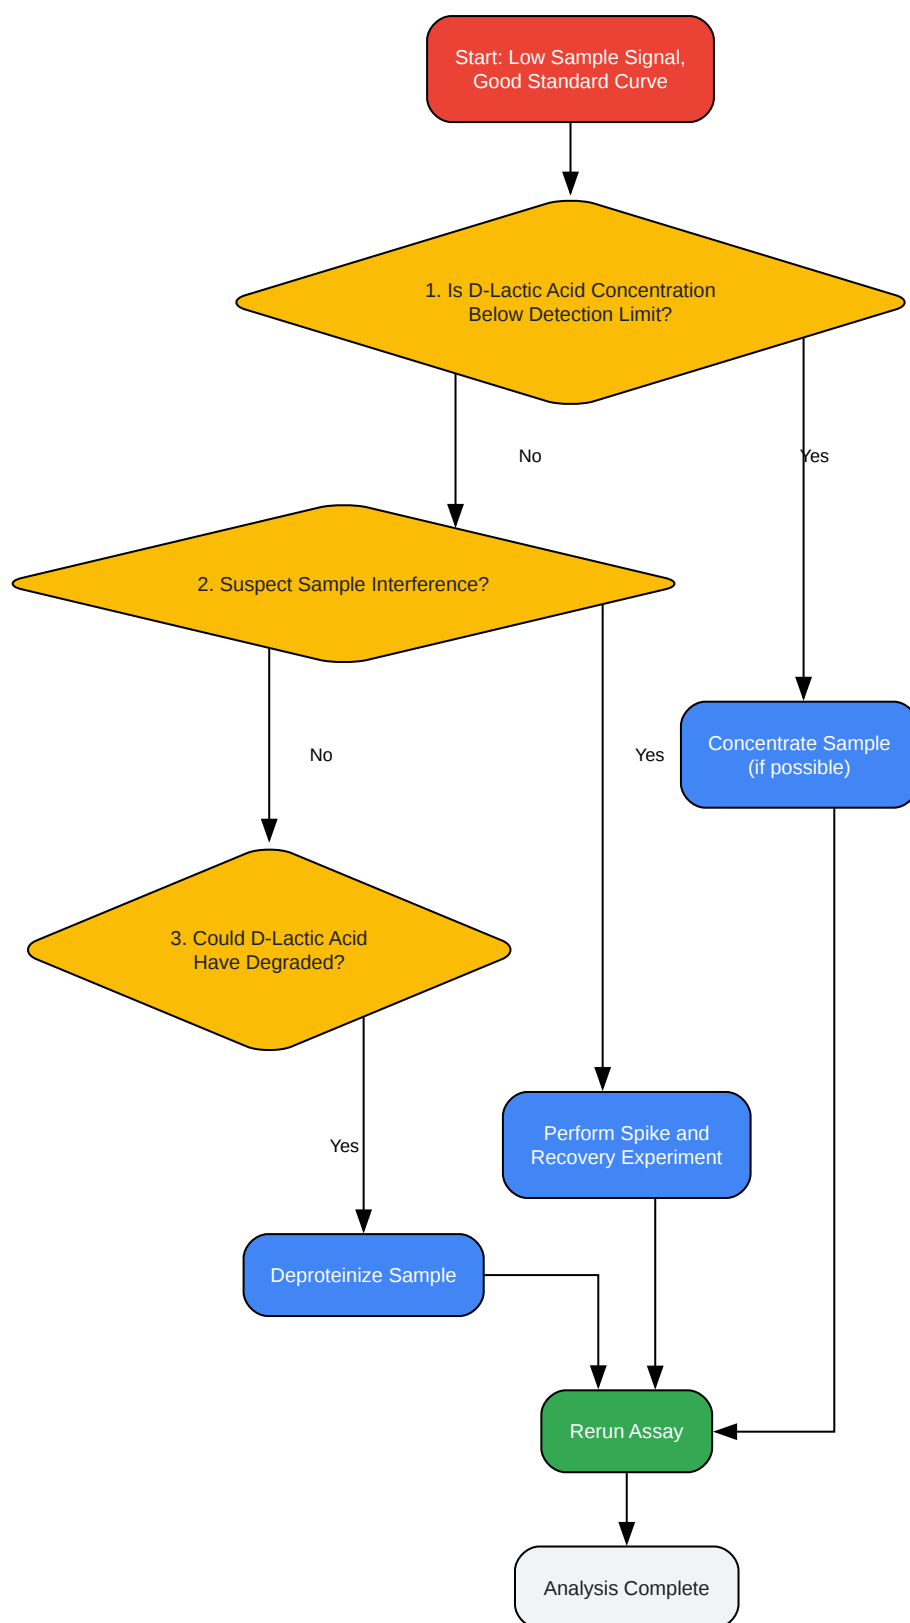 Start: Low Sample Signal,
Good Standard Curve
1. Is D-Lactic Acid Concentration
Below Detection Limit?
No
Yes
2. Suspect Sample Interference?
No
Yes
Concentrate Sample
(if possible)
3. Could D-Lactic Acid
Have Degraded?
Yes
Perform Spike and
Recovery Experiment
Deproteinize Sample
Rerun Assay
Analysis Complete